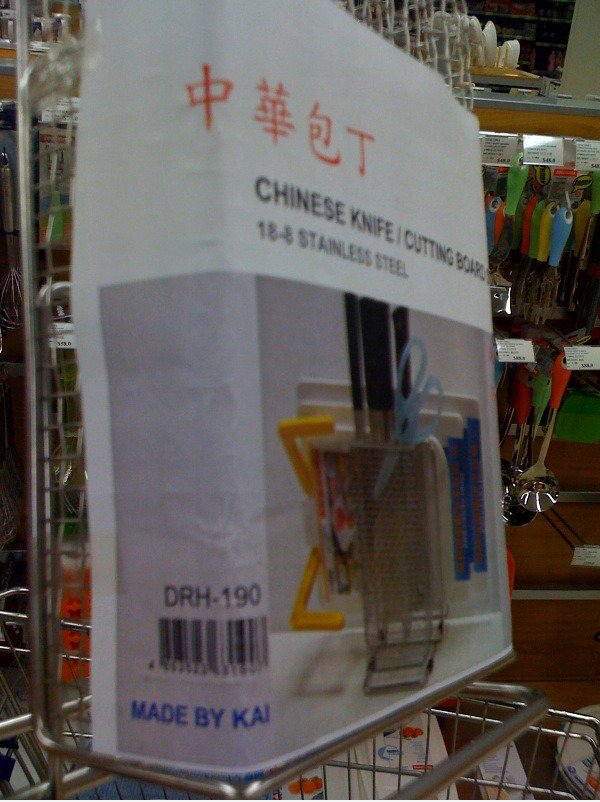 中華包丁
CHINESE KNIFE / CUTTING BOARD
18-8 STAINLESS STEEL
DRH-190
MADE BY KAI